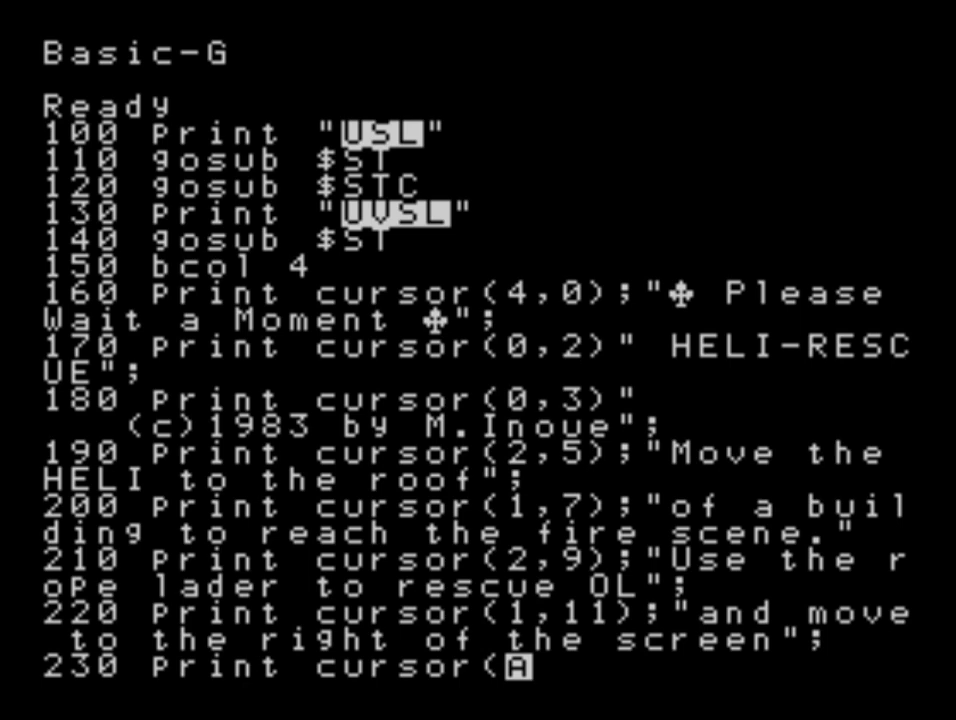 Basic-G
Ready
100 Print "USL"
110 gosub $ST
120 gosub $STC
130 Print "UVSL"
140 gosub $ST
150 bcol 4
160 Print cursor(4,0);"♣ Please
Wait a Moment ♣";
170 Print cursor(0,2)" HELI-RESC
UE";
180 Print cursor(0,3)"
(c)1983 by M.Inoue";
190 Print cursor(2,5);"Move the
HELI to the roof";
200 Print cursor(1,7);"of a buil
ding to reach the fire scene."
210 Print cursor(2,9);"Use the r
ope lader to rescue OL";
220 Print cursor(1,11);"and move
to the right of the screen";
230 Print cursor(A